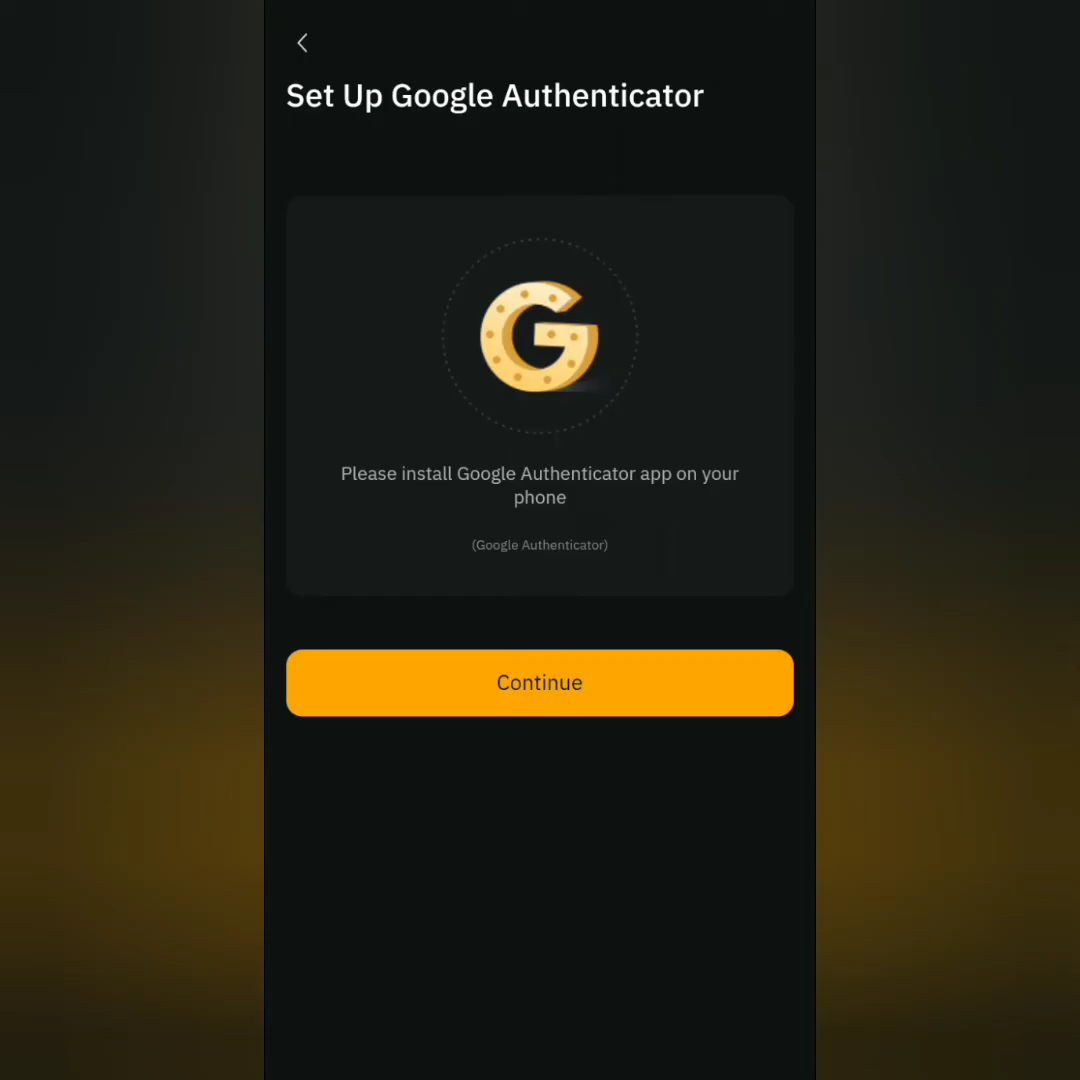 Set Up Google Authenticator
Please install Google Authenticator app on your
phone
(Google Authenticator)
Continue